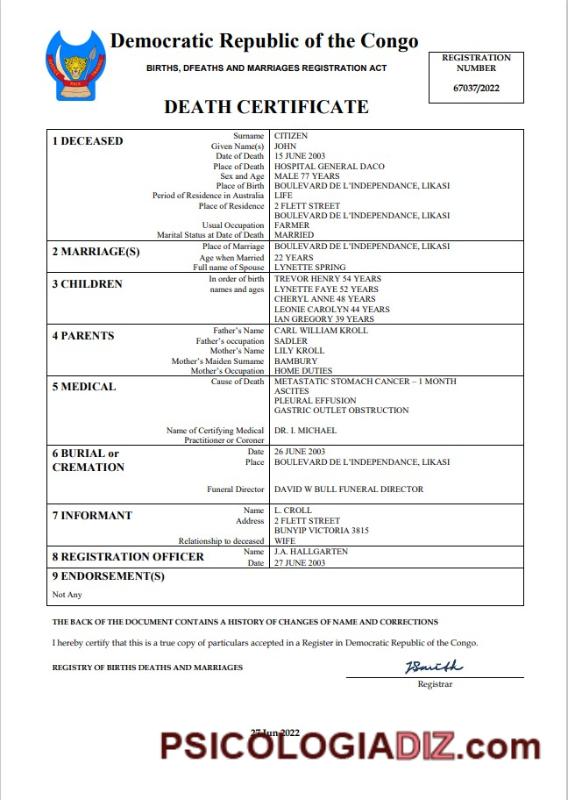 Democratic Republic of the Congo
BIRTHS, DFEATHS AND MARRIAGES REGISTRATION ACT
REGISTRATION
NUMBER
67037/2022
DEATH CERTIFICATE
1 DECEASED
Surname CITIZEN
Given Name(s) JOHN
Date of Death 15 JUNE 2003
Place of Death HOSPITAL GENERAL DACO
Sex and Age MALE 77 YEARS
Place of Birth BOULEVARD DE L'INDEPENDANCE, LIKASI
Period of Residence in Australia LIFE
Place of Residence 2 FLETT STREET
BOULEVARD DE L'INDEPENDANCE, LIKASI
Usual Occupation FARMER
Marital Status at Date of Death MARRIED
2 MARRIAGE(S)
Place of Marriage BOULEVARD DE L'INDEPENDANCE, LIKASI
Age when Married 22 YEARS
Full name of Spouse LYNETTE SPRING
3 CHILDREN
In order of birth TREVOR HENRY 54 YEARS
names and ages LYNETTE FAYE 52 YEARS
CHERYL ANNE 48 YEARS
LEONIE CAROLYN 44 YEARS
IAN GREGORY 39 YEARS
4 PARENTS
Father's Name CARL WILLIAM KROLL
Father's occupation SADLER
Mother's Name LILY KROLL
Mother's Maiden Surname BAMBURY
Mother's Occupation HOME DUTIES
5 MEDICAL
Cause of Death METASTATIC STOMACH CANCER – 1 MONTH
ASCITES
PLEURAL EFFUSION
GASTRIC OUTLET OBSTRUCTION
Name of Certifying Medical DR. I. MICHAEL
Practitioner or Coroner
6 BURIAL or
CREMATION
Date 26 JUNE 2003
Place BOULEVARD DE L'INDEPENDANCE, LIKASI
Funeral Director DAVID W BULL FUNERAL DIRECTOR
7 INFORMANT
Name L. CROLL
Address 2 FLETT STREET
BUNYIP VICTORIA 3815
Relationship to deceased WIFE
8 REGISTRATION OFFICER
Name J.A. HALLGARTEN
Date 27 JUNE 2003
9 ENDORSEMENT(S)
Not Any
THE BACK OF THE DOCUMENT CONTAINS A HISTORY OF CHANGES OF NAME AND CORRECTIONS
I hereby certify that this is a true copy of particulars accepted in a Register in Democratic Republic of the Congo.
REGISTRY OF BIRTHS DEATHS AND MARRIAGES
Registrar
27 Jun 2022
PSICOLOGIADIZ.com